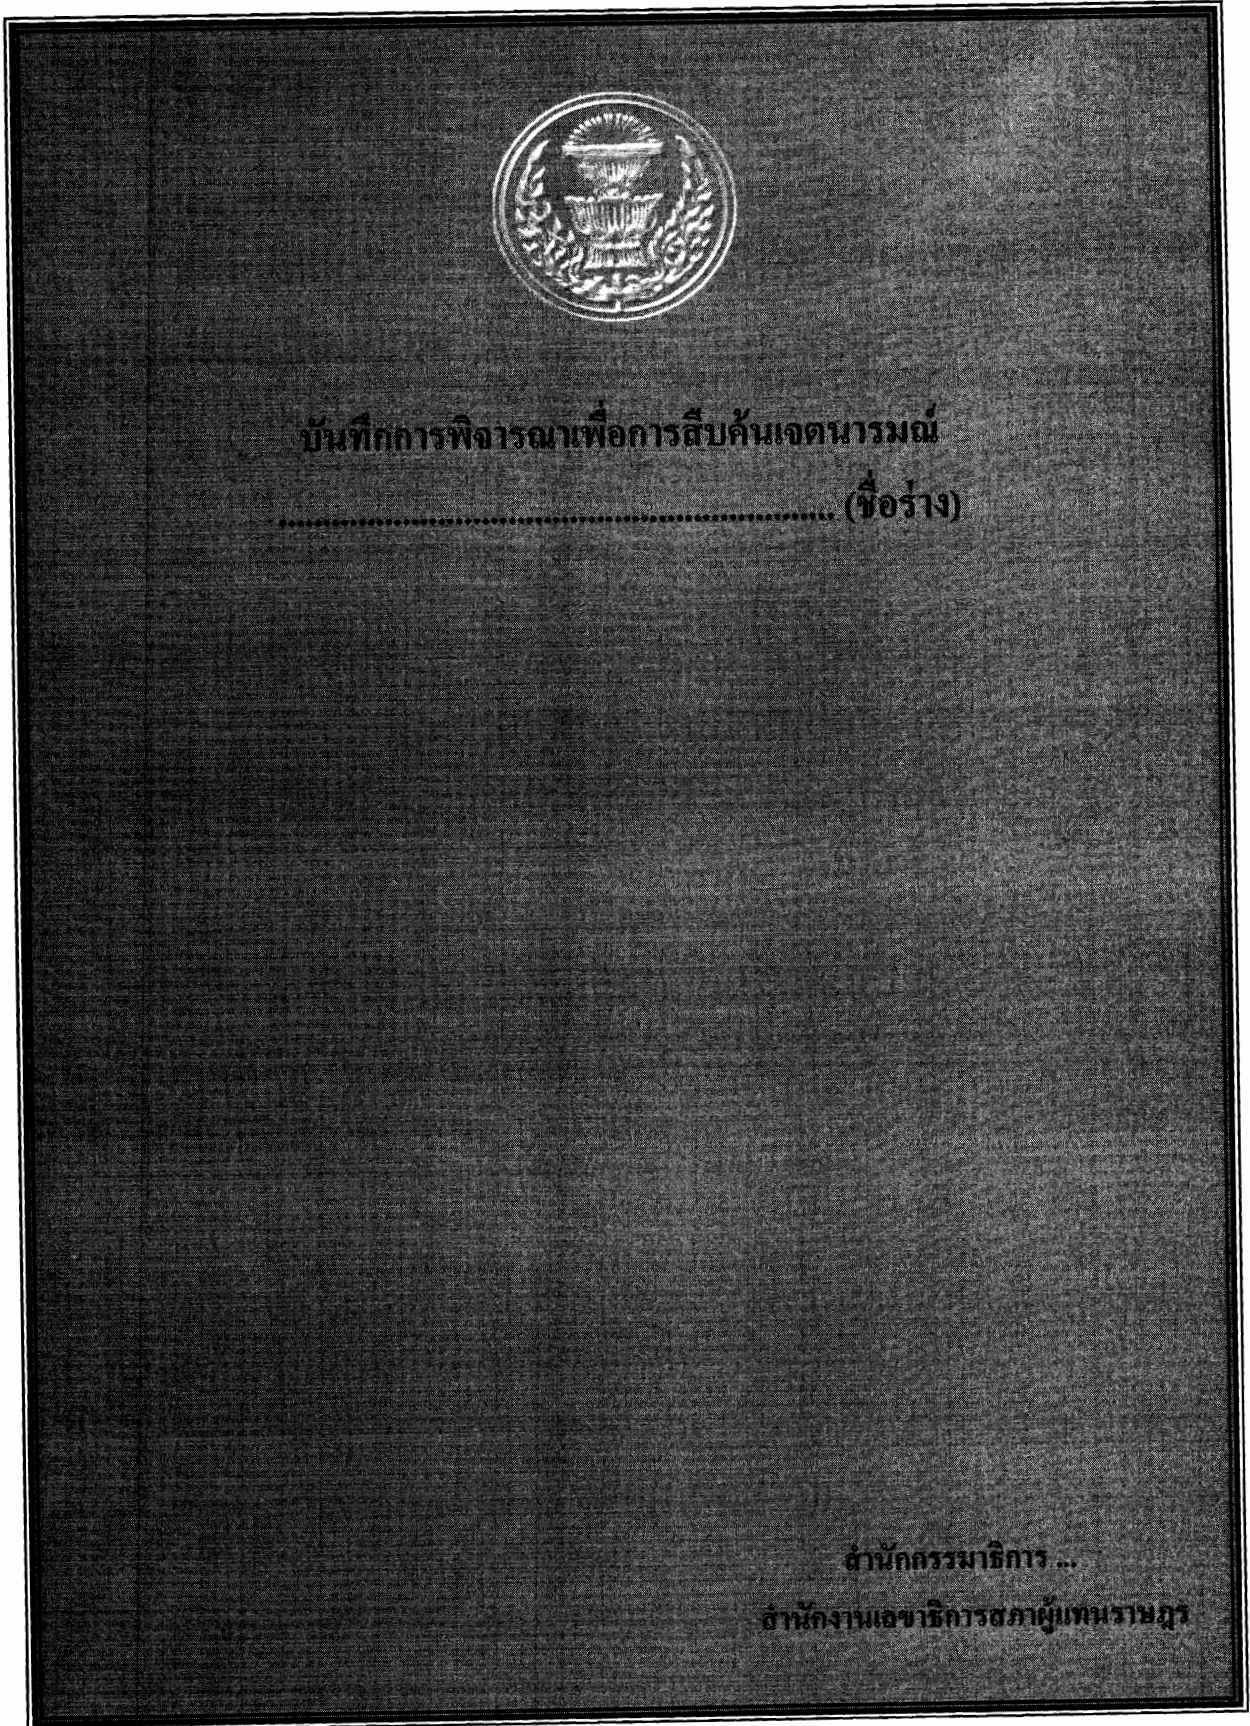 บันทึกการพิจารณาเพื่อการสืบค้นเจตนารมณ์
............................................................... (ชื่อร่าง)
สำนักกรรมาธิการ ...
สำนักงานเลขาธิการสภาผู้แทนราษฎร